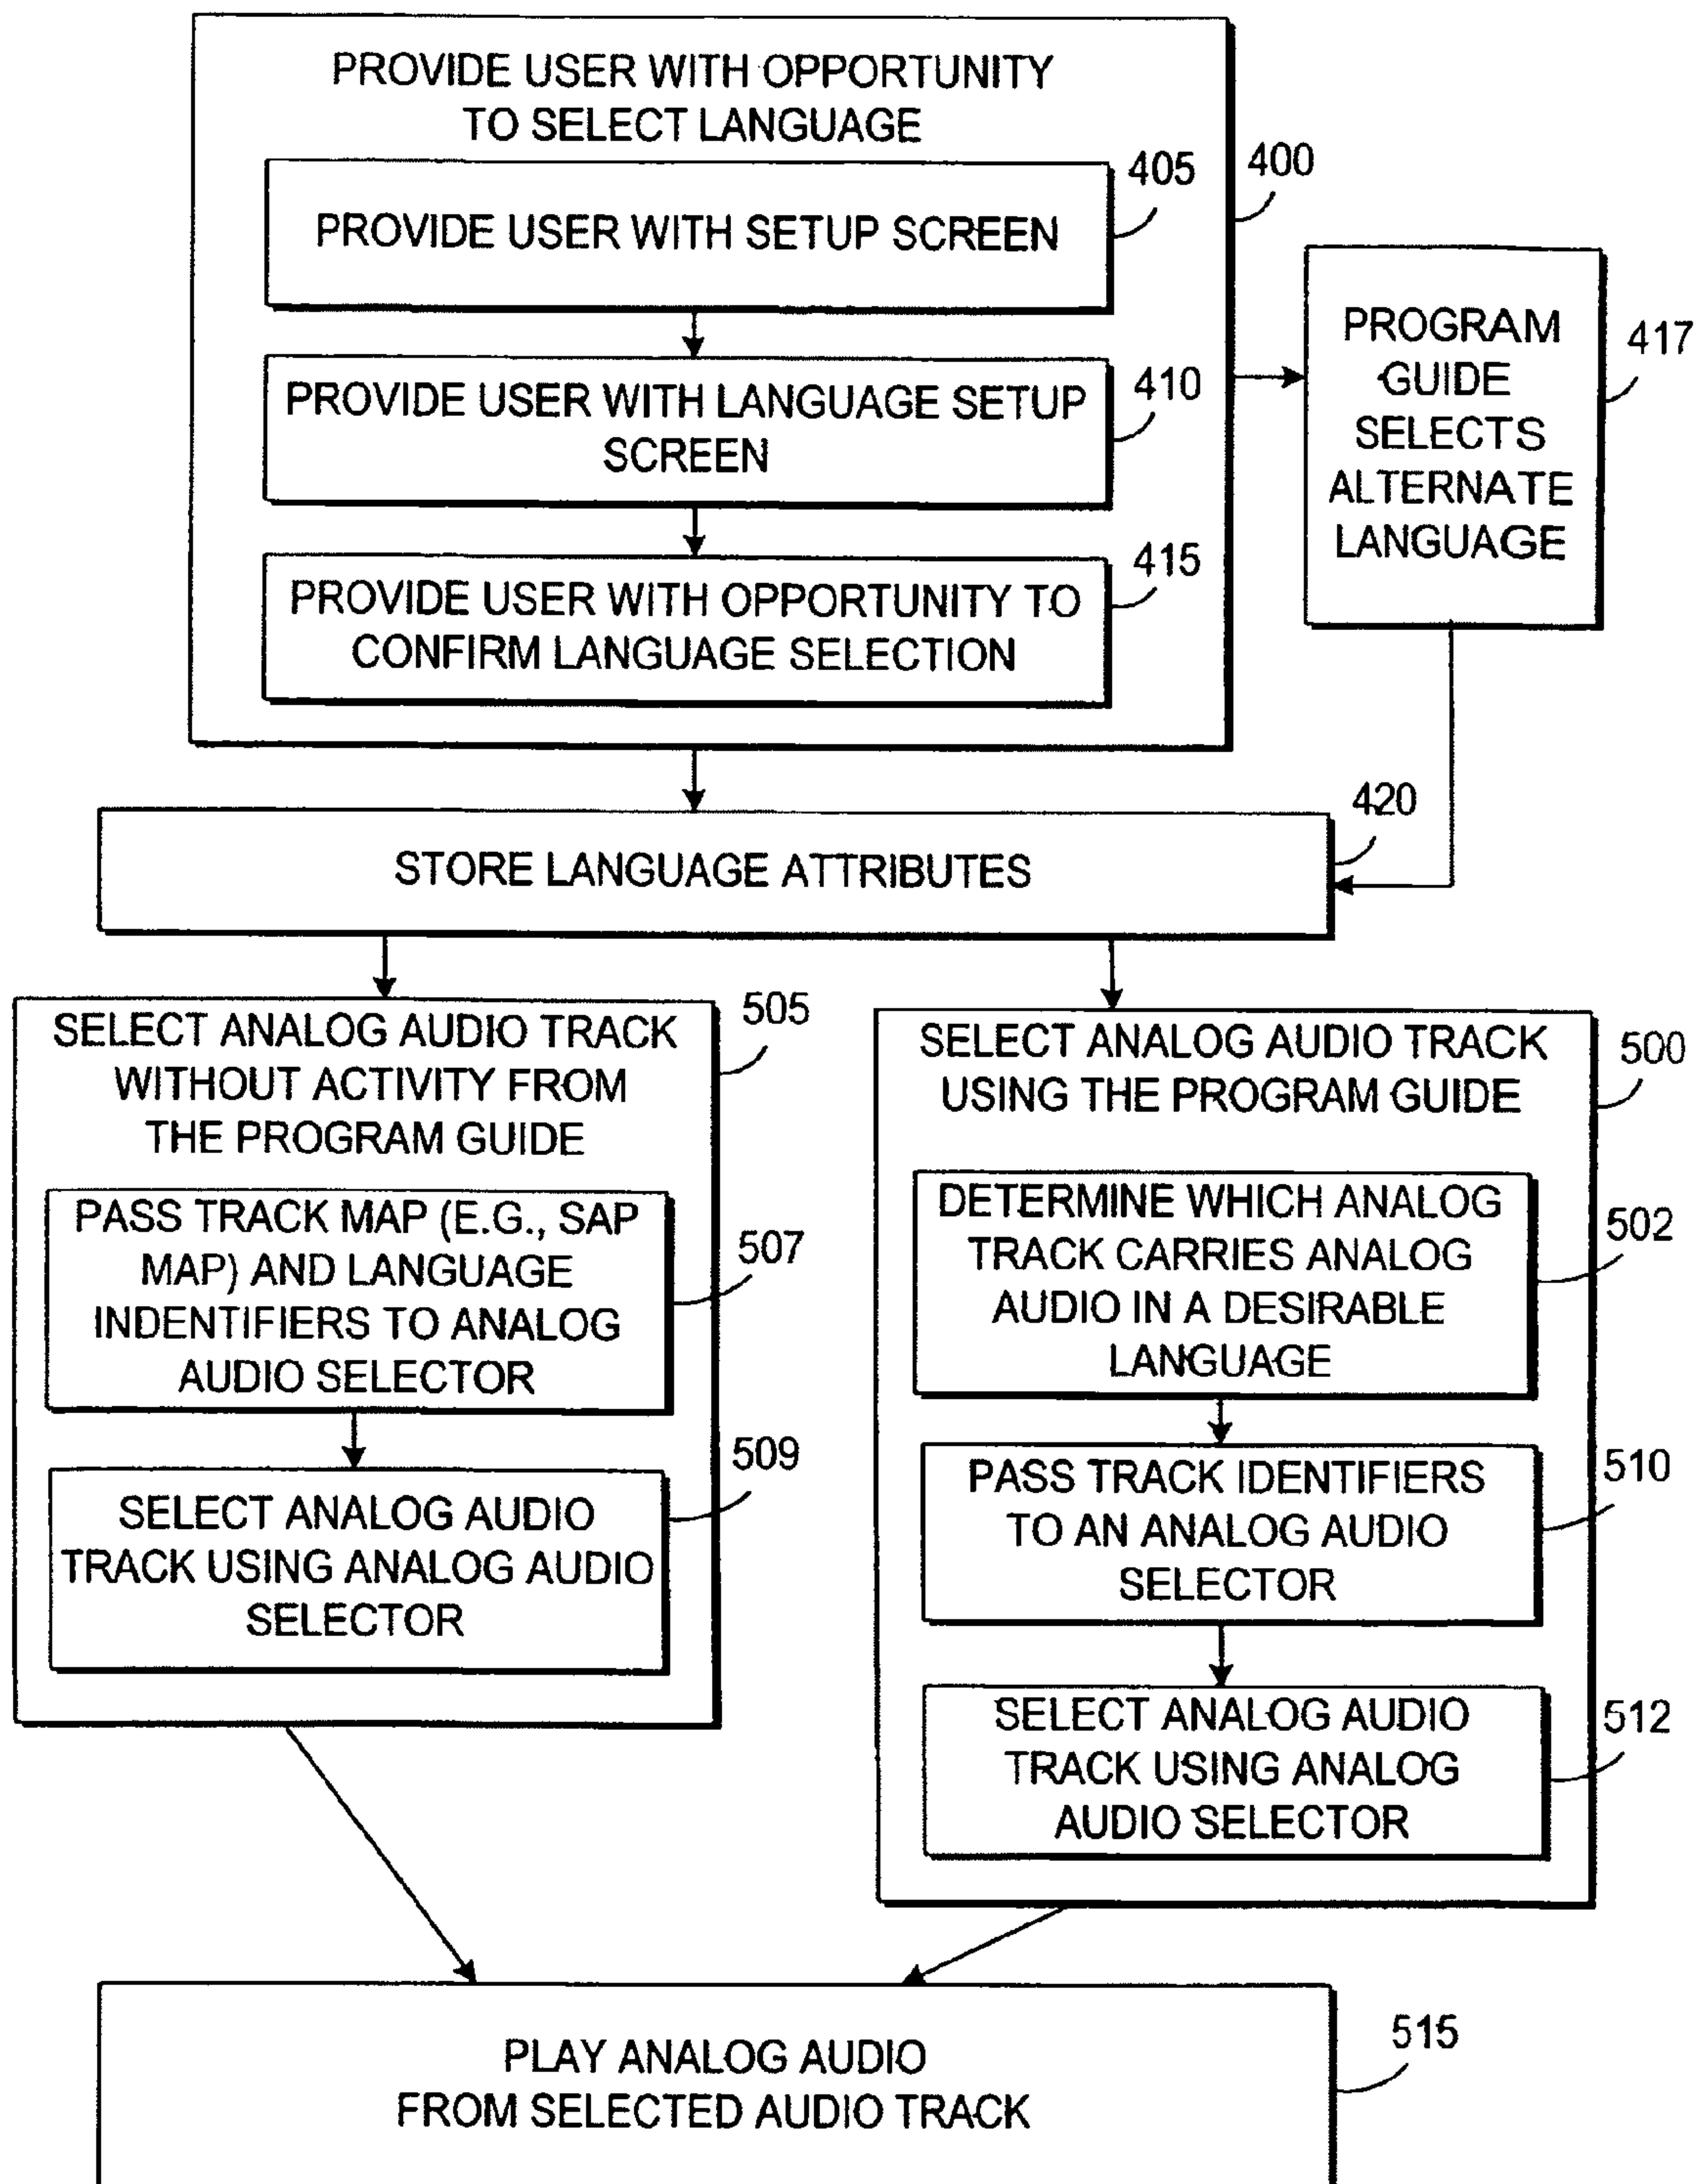 PROVIDE USER WITH OPPORTUNITY
TO SELECT LANGUAGE
400
405
PROVIDE USER WITH SETUP SCREEN
410
PROVIDE USER WITH LANGUAGE SETUP
SCREEN
415
PROVIDE USER WITH OPPORTUNITY TO
CONFIRM LANGUAGE SELECTION
PROGRAM
GUIDE
SELECTS
ALTERNATE
LANGUAGE
417
420
STORE LANGUAGE ATTRIBUTES
SELECT ANALOG AUDIO TRACK
WITHOUT ACTIVITY FROM
THE PROGRAM GUIDE
505
PASS TRACK MAP (E.G., SAP
MAP) AND LANGUAGE
INDENTIFIERS TO ANALOG
AUDIO SELECTOR
507
509
SELECT ANALOG AUDIO
TRACK USING ANALOG AUDIO
SELECTOR
SELECT ANALOG AUDIO TRACK
USING THE PROGRAM GUIDE
500
DETERMINE WHICH ANALOG
TRACK CARRIES ANALOG
AUDIO IN A DESIRABLE
LANGUAGE
502
PASS TRACK IDENTIFIERS
TO AN ANALOG AUDIO
SELECTOR
510
SELECT ANALOG AUDIO
TRACK USING ANALOG
AUDIO SELECTOR
512
PLAY ANALOG AUDIO
FROM SELECTED AUDIO TRACK
515